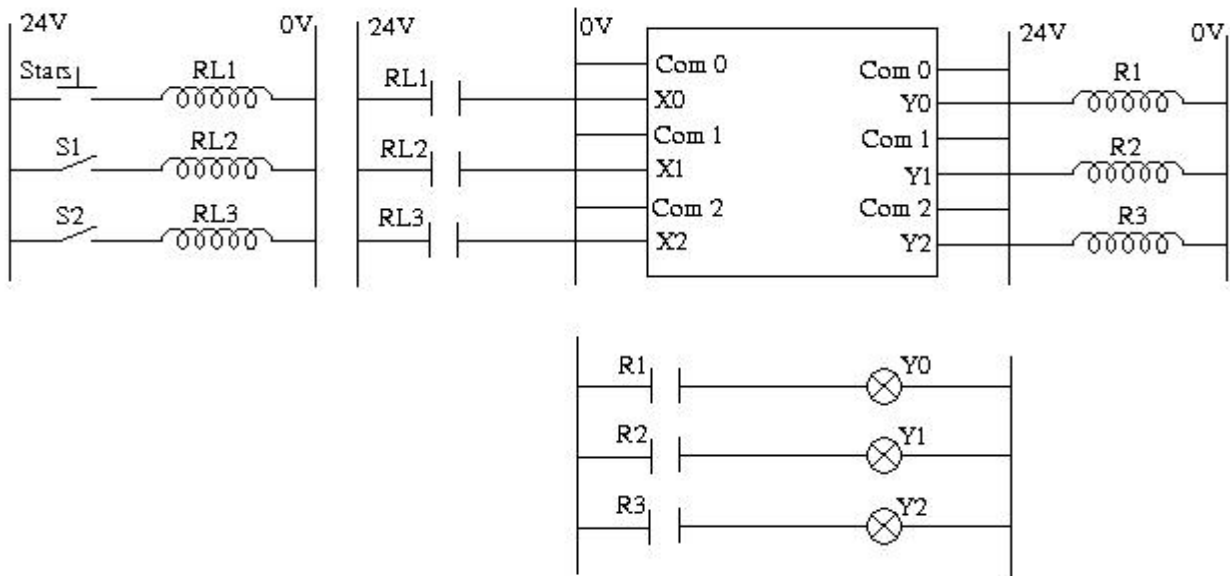 24V 0V 24V 0V 24V 0V
Start RL1 RL1 Com 0 Com 0 R1
X0 Y0
S1 RL2 RL2 Com 1 Com 1 R2
X1 Y1
S2 RL3 RL3 Com 2 Com 2 R3
X2 Y2
R1 Y0
R2 Y1
R3 Y2